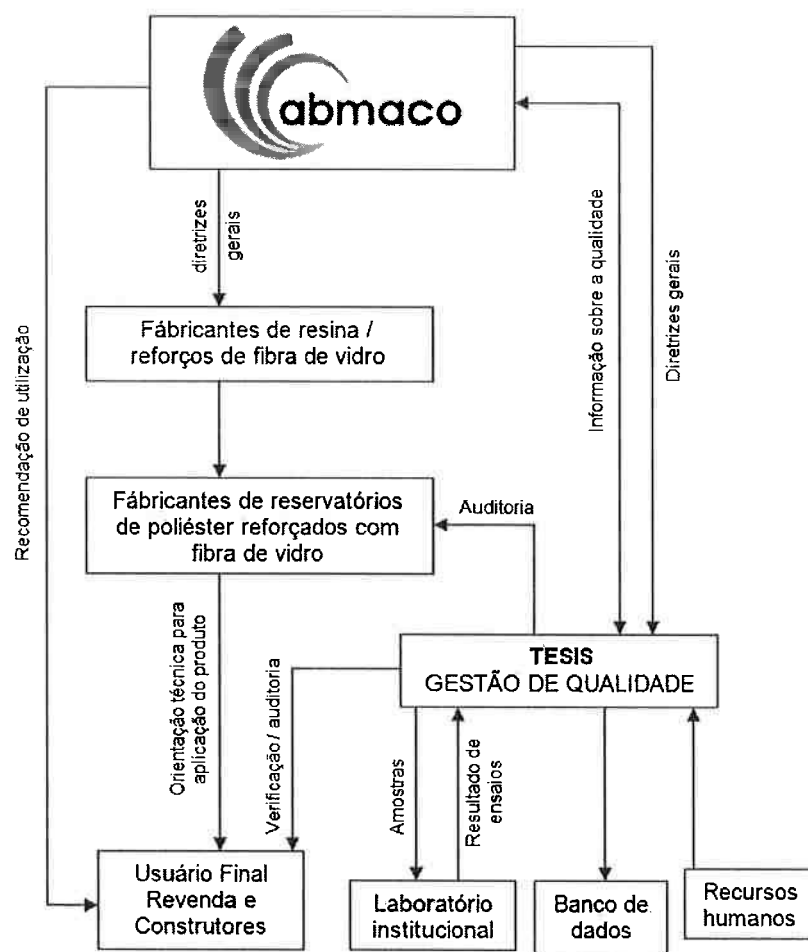 abmaco
diretrizes
gerais
Recomendação de utilização
Informação sobre a qualidade
Diretrizes gerais
Fábricantes de resina /
reforços de fibra de vidro
Fábricantes de reservatórios
de poliéster reforçados com
fibra de vidro
Auditoria
Orientação técnica para
aplicação do produto
Verificação / auditoria
TESIS
GESTÃO DE QUALIDADE
Amostras
Resultado de
ensaios
Usuário Final
Revenda e
Construtores
Laboratório
institucional
Banco de
dados
Recursos
humanos